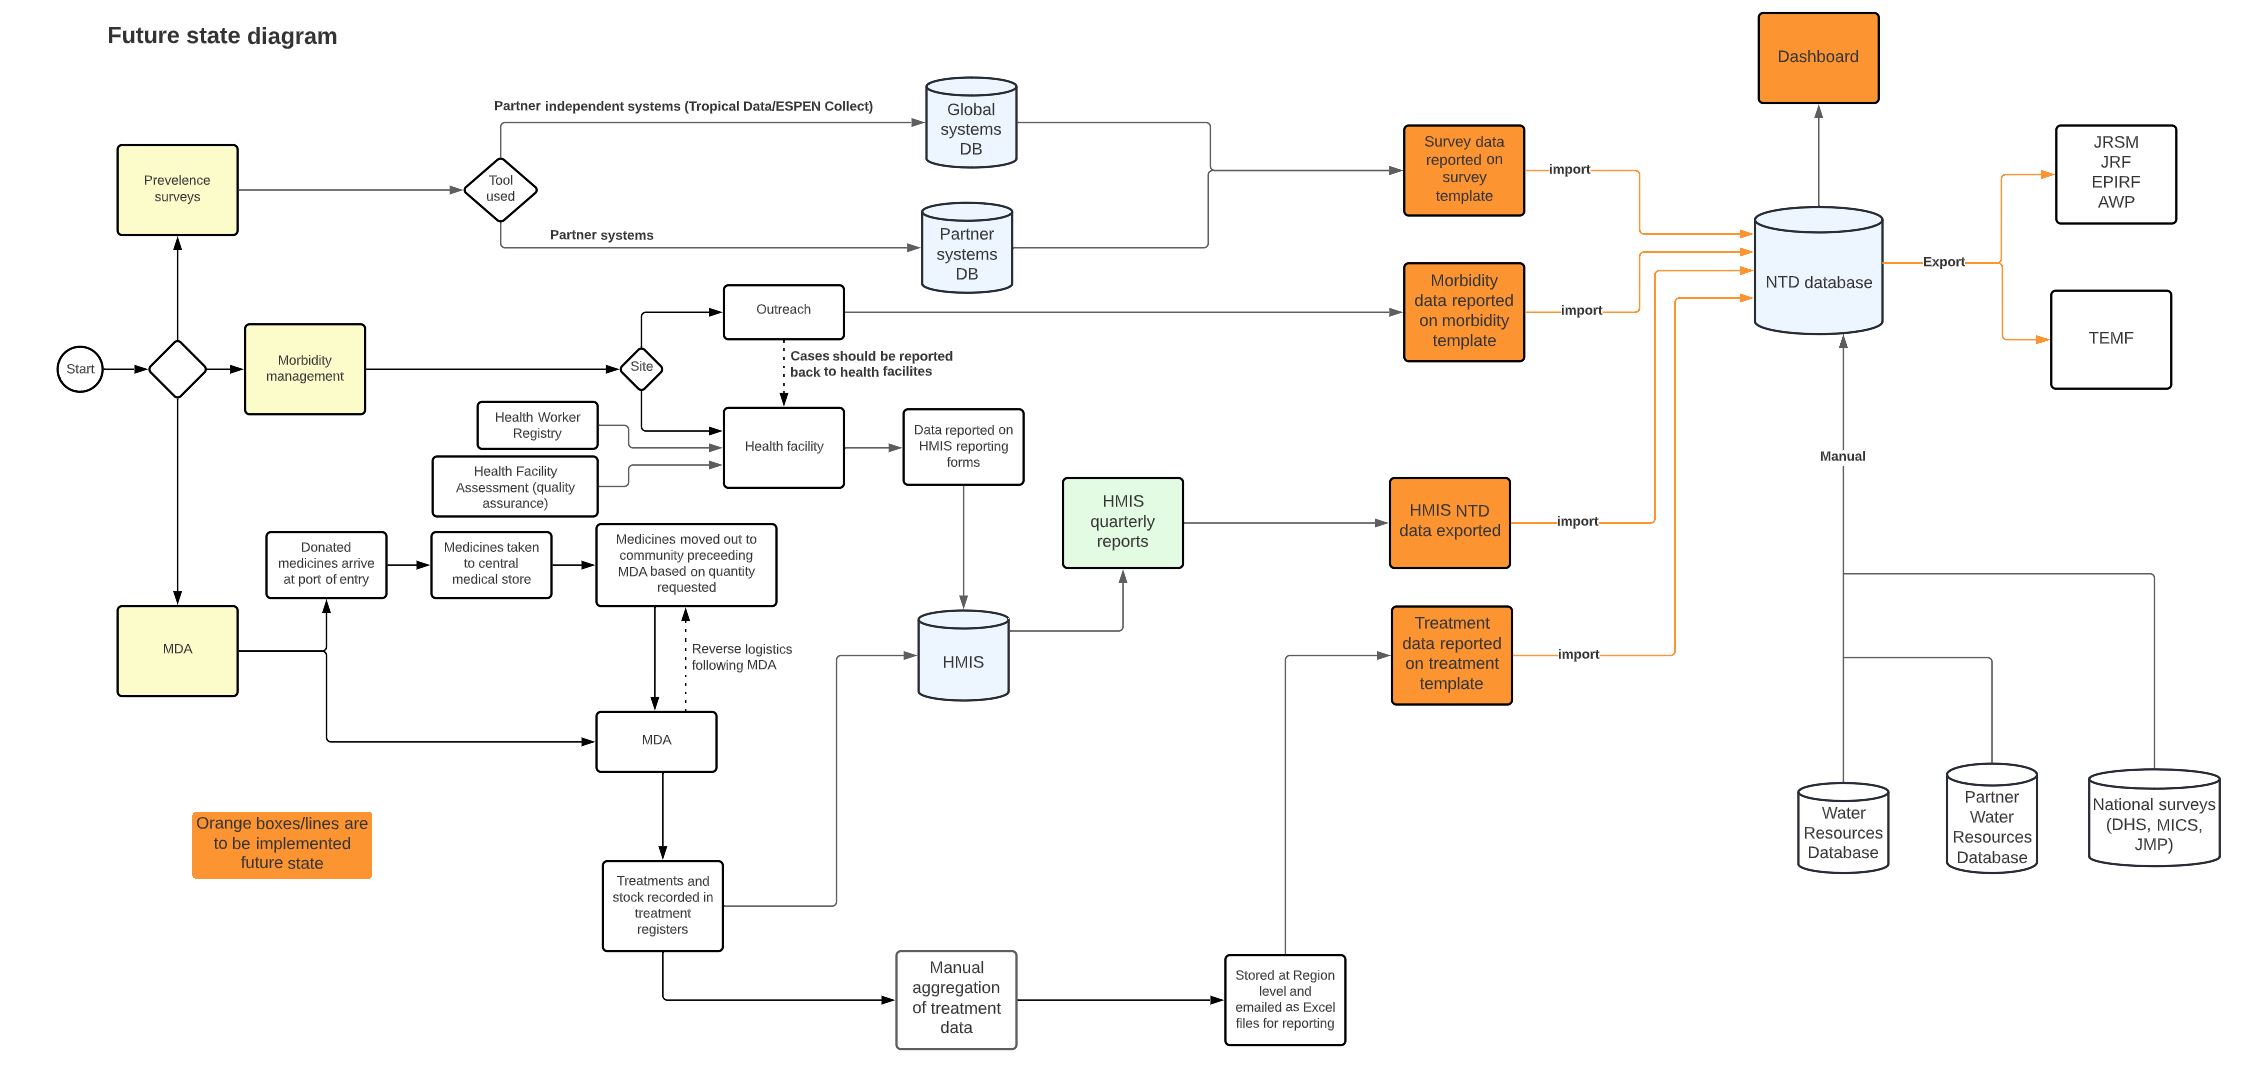 Future state diagram
Dashboard
Partner independent systems (Tropical Data/ESPEN Collect)
Global
systems
DB
Survey data
reported on
survey
template
import
JRSM
JRF
EPIRF
AWP
Prevelence
surveys
Tool
used
Partner systems
Partner
systems
DB
Morbidity
data reported
on morbidity
template
import
NTD database
Export
TEMF
Outreach
Start
Morbidity
management
Site
Cases should be reported
back to health facilites
Health Worker
Registry
Health facility
Data reported on
HMIS reporting
forms
Health Facility
Assessment (quality
assurance)
Manual
HMIS
quarterly
reports
HMIS NTD
data exported
import
Donated
medicines arrive
at port of entry
Medicines taken
to central
medical store
Medicines moved out to
community preceeding
MDA based on quantity
requested
MDA
Reverse logistics
following MDA
HMIS
Treatment
data reported
on treatment
template
import
MDA
Orange boxes/lines are
to be implemented
future state
Water
Resources
Database
Partner
Water
Resources
Database
National surveys
(DHS, MICS,
JMP)
Treatments and
stock recorded in
treatment
registers
Manual
aggregation
of treatment
data
Stored at Region
level and
emailed as Excel
files for reporting